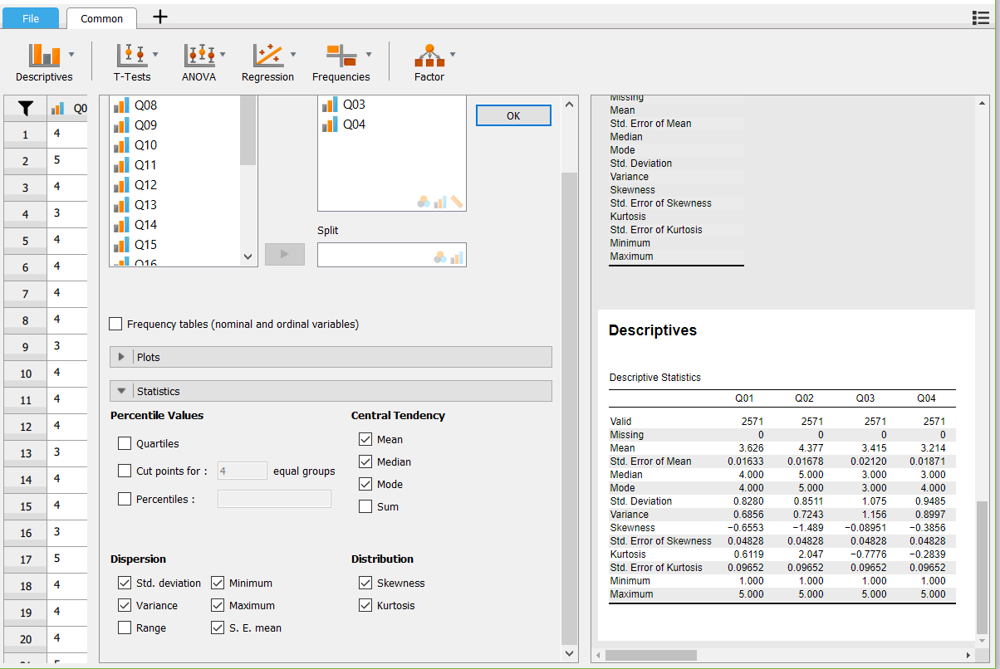 File
Common
Descriptives
T-Tests
ANOVA
Regression
Frequencies
Factor
Q0
1 4
2 5
3 4
4 3
5 4
6 4
7 4
8 4
9 3
10 4
11 4
12 4
13 3
14 4
15 4
16 3
17 5
18 4
19 4
20 4
Q08
Q09
Q10
Q11
Q12
Q13
Q14
Q15
Q16
Q03
Q04
OK
Split
Frequency tables (nominal and ordinal variables)
Plots
Statistics
Percentile Values
Quartiles
Cut points for : 4 equal groups
Percentiles :
Central Tendency
Mean
Median
Mode
Sum
Dispersion
Std. deviation Minimum
Variance Maximum
Range S. E. mean
Distribution
Skewness
Kurtosis
Missing
Mean
Std. Error of Mean
Median
Mode
Std. Deviation
Variance
Skewness
Std. Error of Skewness
Kurtosis
Std. Error of Kurtosis
Minimum
Maximum
Descriptives
Descriptive Statistics
Q01 Q02 Q03 Q04
Valid 2571 2571 2571 2571
Missing 0 0 0 0
Mean 3.626 4.377 3.415 3.214
Std. Error of Mean 0.01633 0.01678 0.02120 0.01871
Median 4.000 5.000 3.000 3.000
Mode 4.000 5.000 3.000 4.000
Std. Deviation 0.8280 0.8511 1.075 0.9485
Variance 0.6856 0.7243 1.156 0.8997
Skewness −0.6553 −1.489 −0.08951 −0.3856
Std. Error of Skewness 0.04828 0.04828 0.04828 0.04828
Kurtosis 0.6119 2.047 −0.7776 −0.2839
Std. Error of Kurtosis 0.09652 0.09652 0.09652 0.09652
Minimum 1.000 1.000 1.000 1.000
Maximum 5.000 5.000 5.000 5.000